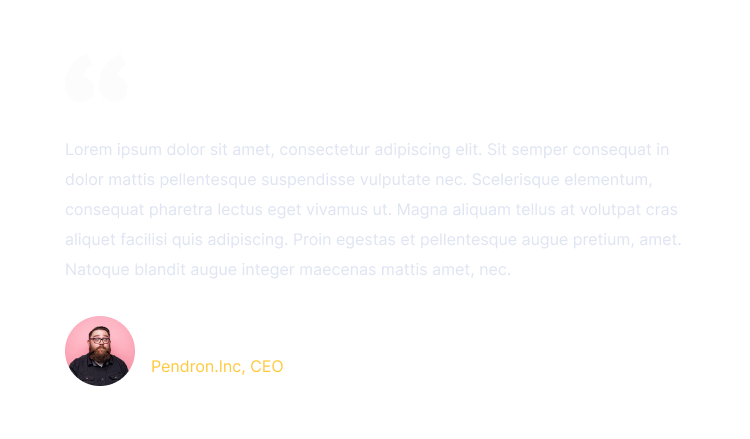 Lorem ipsum dolor sit amet, consectetur adipiscing elit. Sit semper consequat in
dolor mattis pellentesque suspendisse vulputate nec. Scelerisque elementum,
consequat pharetra lectus eget vivamus ut. Magna aliquam tellus at volutpat cras
aliquet facilisi quis adipiscing. Proin egestas et pellentesque augue pretium, amet.
Natoque blandit augue integer maecenas mattis amet, nec.
Pendron.Inc, CEO